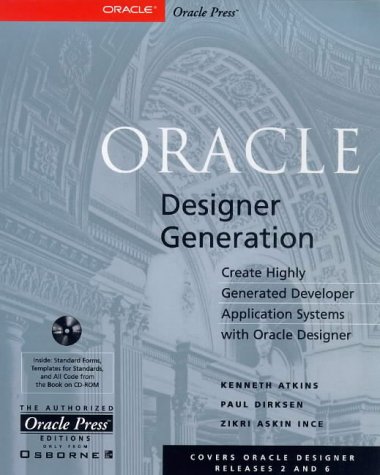 ORACLE® Oracle Press™
ORACLE
Designer
Generation
Create Highly
Generated Developer
Application Systems
with Oracle Designer
Inside: Standard Forms,
Templates for Standards,
and All Code from
the Book on CD-ROM
KENNETH ATKINS
PAUL DIRKSEN
ZIKRI ASKIN INCE
THE AUTHORIZED
Oracle Press™
EDITIONS
ONLY FROM
OSBORNE
COVERS ORACLE DESIGNER
RELEASES 2 AND 6